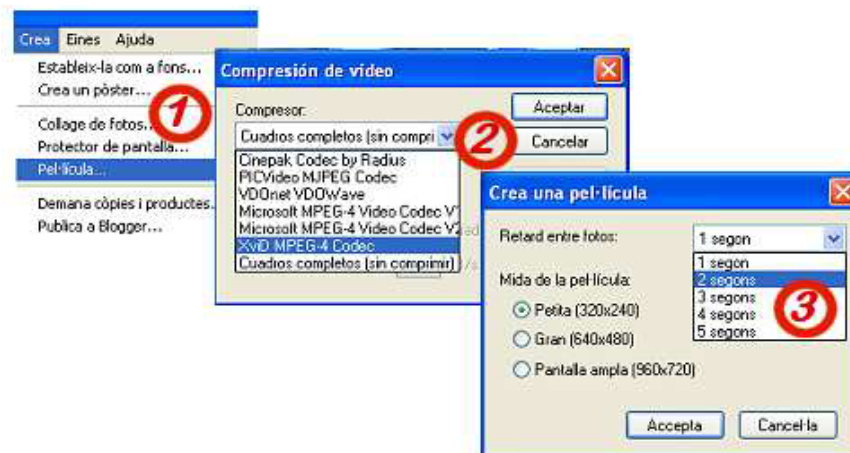 Crea Eines Ajuda
Estableix-la com a fons...
Crea un pòster...
Collage de fotos...
Protector de pantalla...
Pel·lícula...
Demana còpies i productes.
Publica a Blogger...
1
Compresión de vídeo
Compresor:
Cuadros completos (sin compri
Aceptar
Cancelar
2
Cinepak Codec by Radius
PICVideo MJPEG Codec
VDOnet VDOWave
Microsoft MPEG-4 Video Codec V
Microsoft MPEG-4 Video Codec V2
XviD MPEG-4 Codec
Cuadros completos (sin comprimir)
Crea una pel·lícula
Retard entre fotos:
1 segon
1 segon
2 segons
3 segons
4 segons
5 segons
3
Mida de la pel·lícula:
Petita (320x240)
Gran (640x480)
Pantalla ampla (960x720)
Accepta
Cancel·la